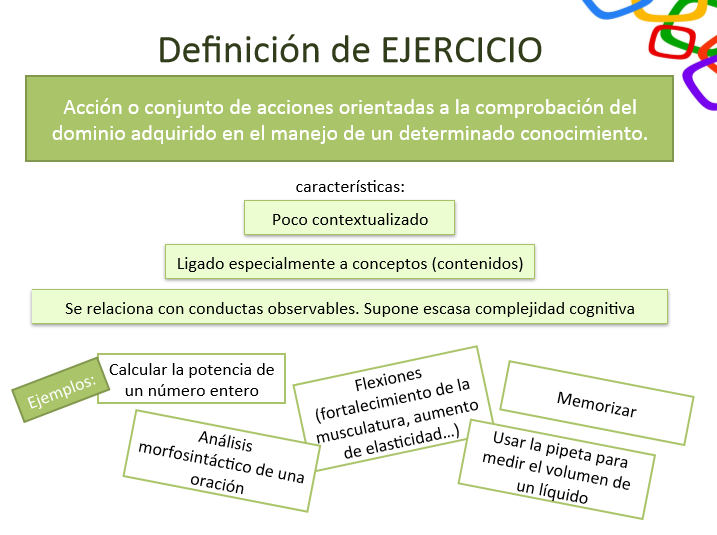 Definición de EJERCICIO
Acción o conjunto de acciones orientadas a la comprobación del
dominio adquirido en el manejo de un determinado conocimiento.
características:
Poco contextualizado
Ligado especialmente a conceptos (contenidos)
Se relaciona con conductas observables. Supone escasa complejidad cognitiva
Ejemplos:
Calcular la potencia de
un número entero
Flexiones
(fortalecimiento de la
musculatura, aumento
de elasticidad...)
Memorizar
Análisis
morfosintáctico de una
oración
Usar la pipeta para
medir el volumen de
un líquido